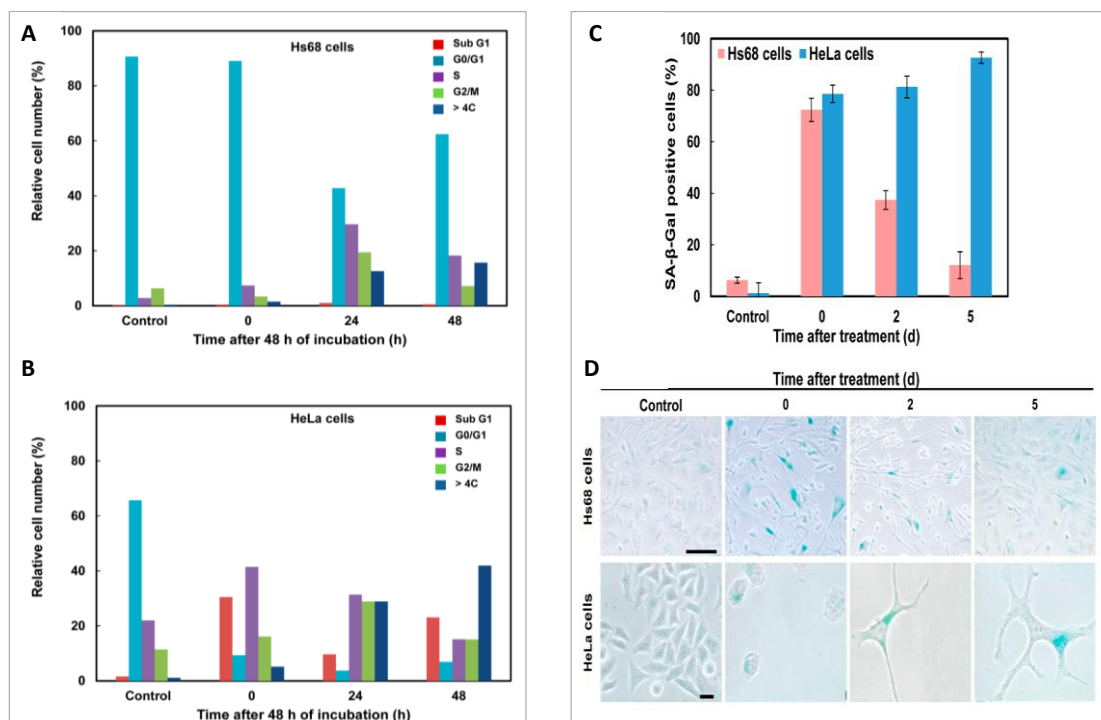 A
Hs68 cells
Sub G1
G0/G1
S
G2/M
> 4C
Relative cell number (%)
100
80
60
40
20
0
Control 0 24 48
Time after 48 h of incubation (h)
B
HeLa cells
Sub G1
G0/G1
S
G2/M
> 4C
Relative cell number (%)
100
80
60
40
20
0
Control 0 24 48
Time after 48 h of incubation (h)
C
Hs68 cells HeLa cells
SA-β-Gal positive cells (%)
100
80
60
40
20
0
Control 0 2 5
Time after treatment (d)
D
Time after treatment (d)
Control 0 2 5
Hs68 cells
HeLa cells